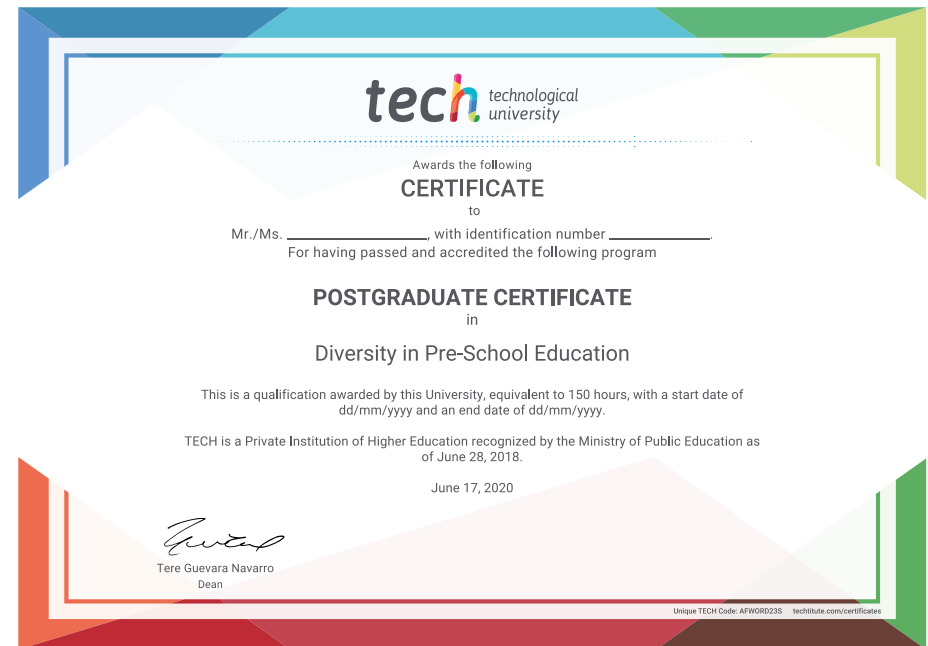 tech technological
university
Awards the following
CERTIFICATE
to
Mr./Ms. ____________________, with identification number ______________.
For having passed and accredited the following program
POSTGRADUATE CERTIFICATE
in
Diversity in Pre-School Education
This is a qualification awarded by this University, equivalent to 150 hours, with a start date of
dd/mm/yyyy and an end date of dd/mm/yyyy.
TECH is a Private Institution of Higher Education recognized by the Ministry of Public Education as
of June 28, 2018.
June 17, 2020
Tere Guevara Navarro
Dean
Unique TECH Code: AFWORD23S techtitute.com/certificates